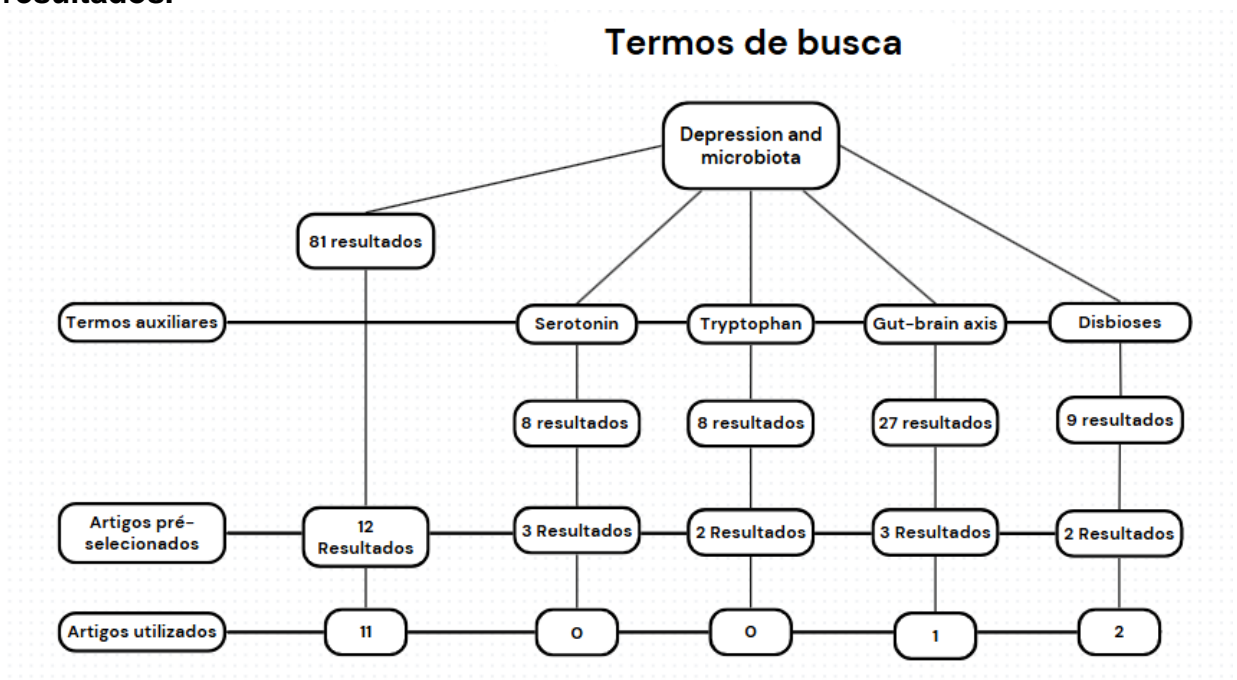 resultados.
Termos de busca
Depression and
microbiota
81 resultados
Termos auxiliares
Serotonin
Tryptophan
Gut-brain axis
Disbioses
8 resultados
8 resultados
27 resultados
9 resultados
Artigos pré-
selecionados
12
Resultados
3 Resultados
2 Resultados
3 Resultados
2 Resultados
Artigos utilizados
11
0
0
1
2